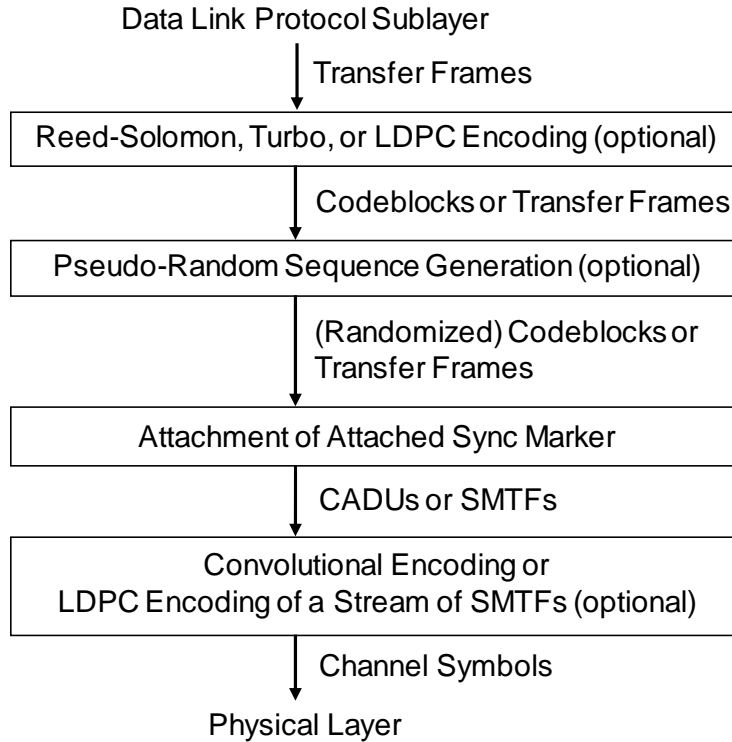 Data Link Protocol Sublayer
Transfer Frames
Reed-Solomon, Turbo, or LDPC Encoding (optional)
Codeblocks or Transfer Frames
Pseudo-Random Sequence Generation (optional)
(Randomized) Codeblocks or
Transfer Frames
Attachment of Attached Sync Marker
CADUs or SMTFs
Convolutional Encoding or
LDPC Encoding of a Stream of SMTFs (optional)
Channel Symbols
Physical Layer